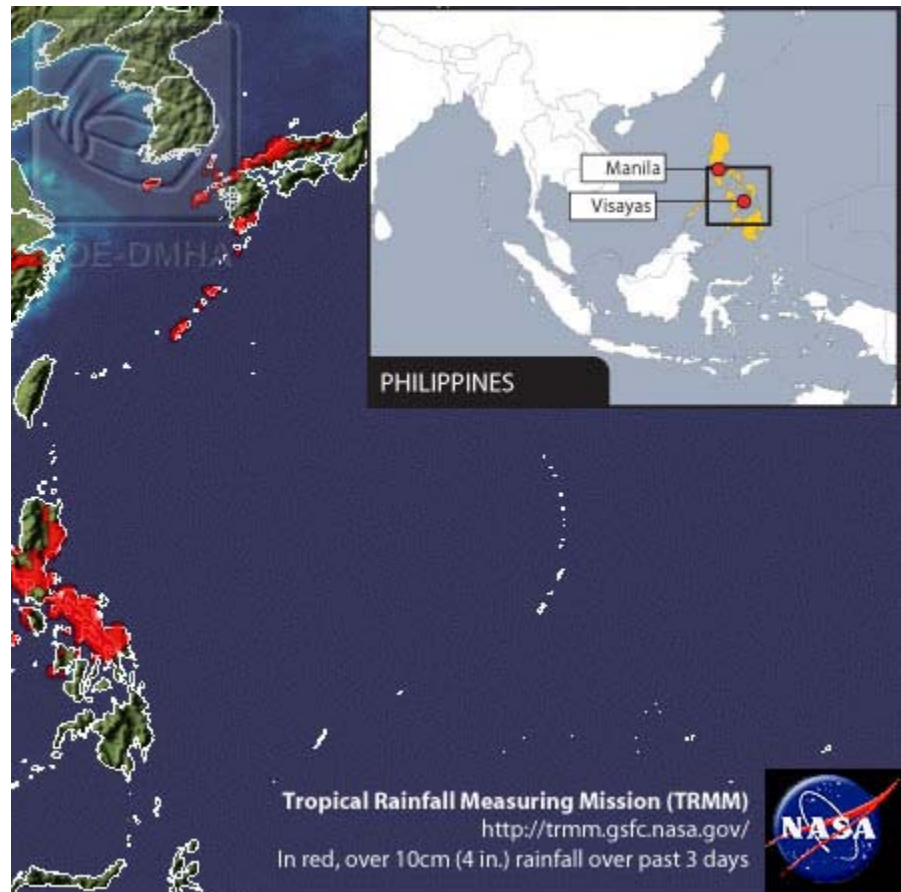 OE-DMHA
Manila
Visayas
PHILIPPINES
Tropical Rainfall Measuring Mission (TRMM)
http://trmm.gsfc.nasa.gov/
In red, over 10cm (4 in.) rainfall over past 3 days
NASA